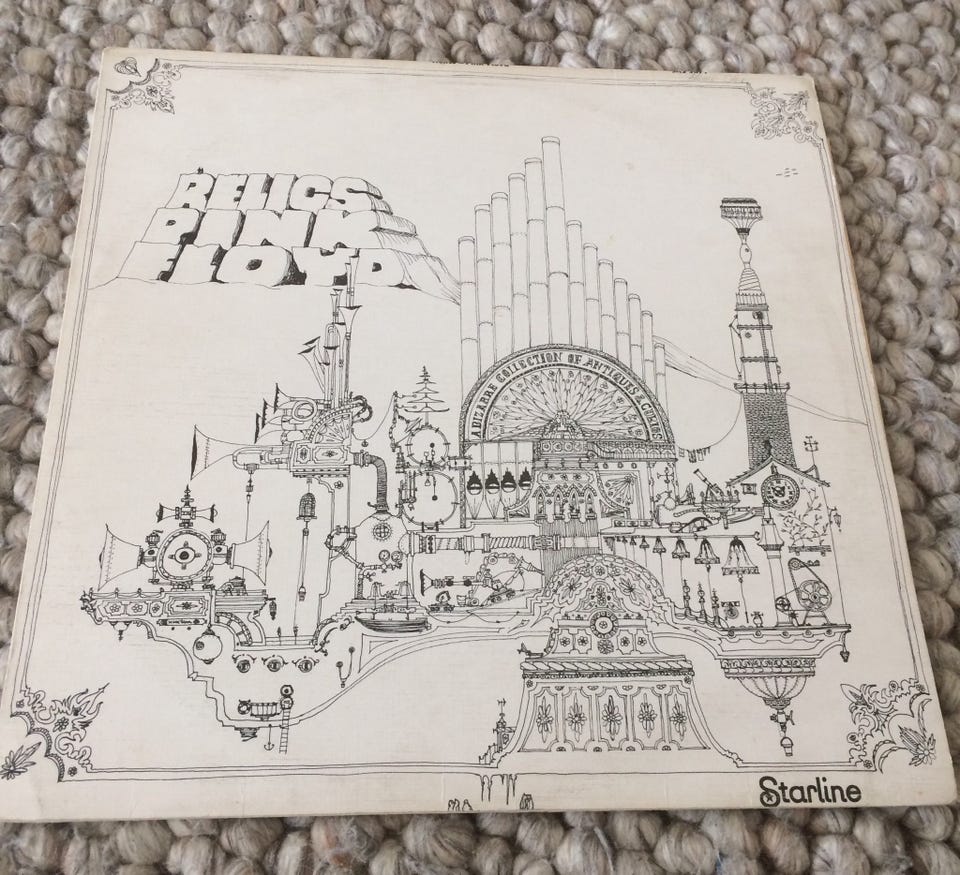 RELICS
PINK
FLOYD
A BIZARRE COLLECTION OF ANTIQUES & CURIOS
Starline